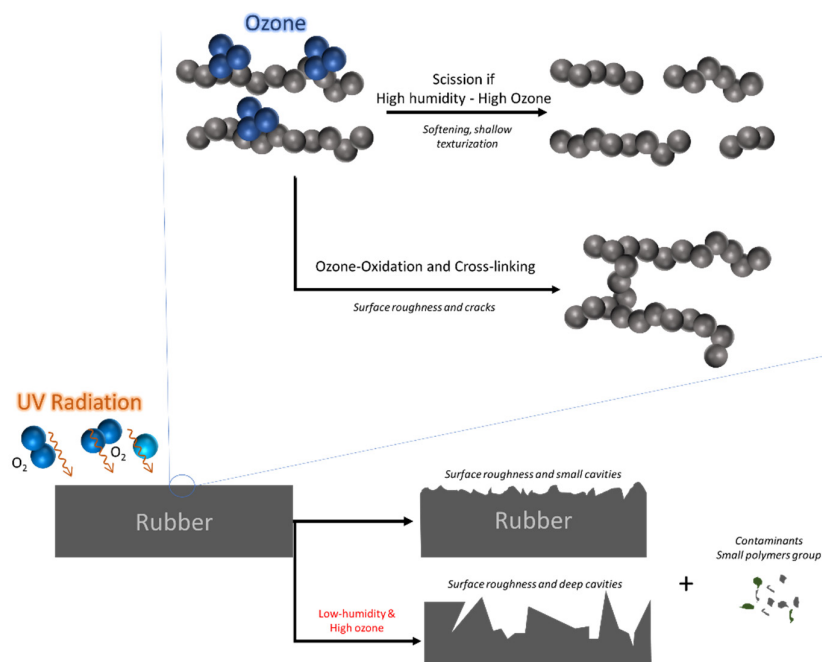 Ozone
Scission if
High humidity - High Ozone
Softening, shallow
texturization
Ozone-Oxidation and Cross-linking
Surface roughness and cracks
UV Radiation
O2
O2
Rubber
Surface roughness and small cavities
Rubber
Contaminants
Small polymers group
+
Surface roughness and deep cavities
Low-humidity &
High ozone